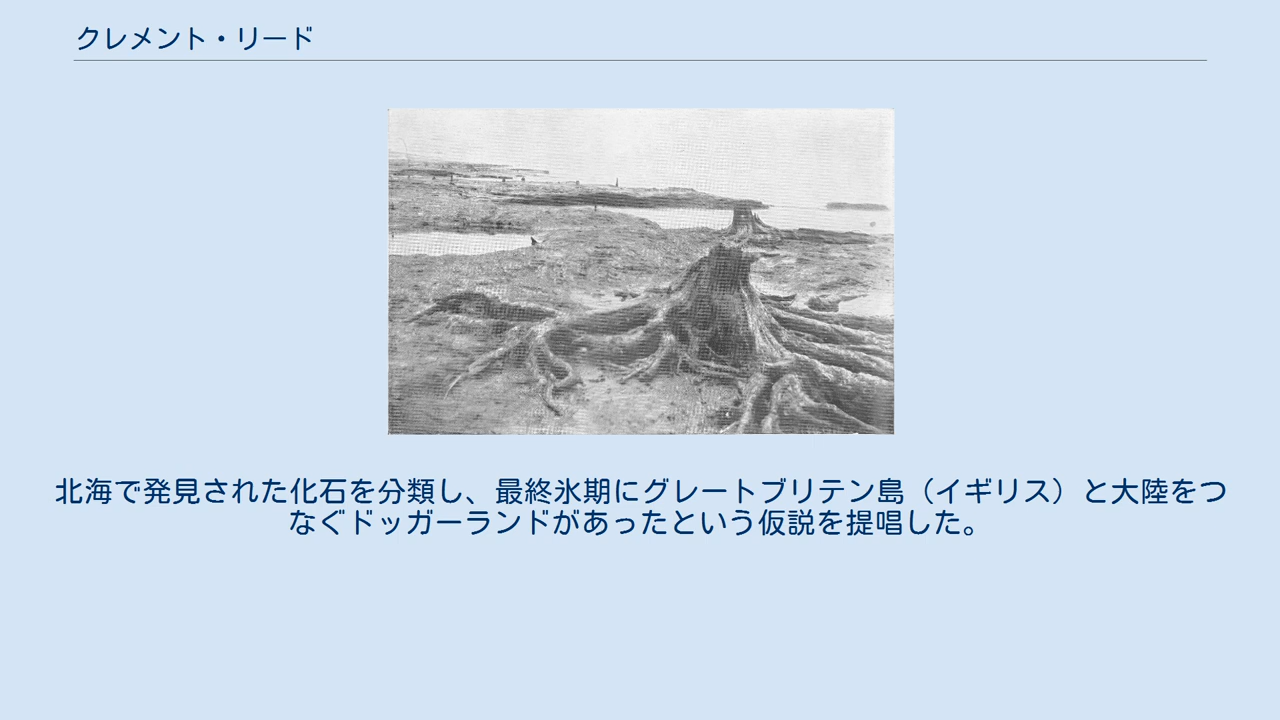 クレメント・リード
北海で発見された化石を分類し、最終氷期にグレートブリテン島（イギリス）と大陸をつ
なぐドッガーランドがあったという仮説を提唱した。